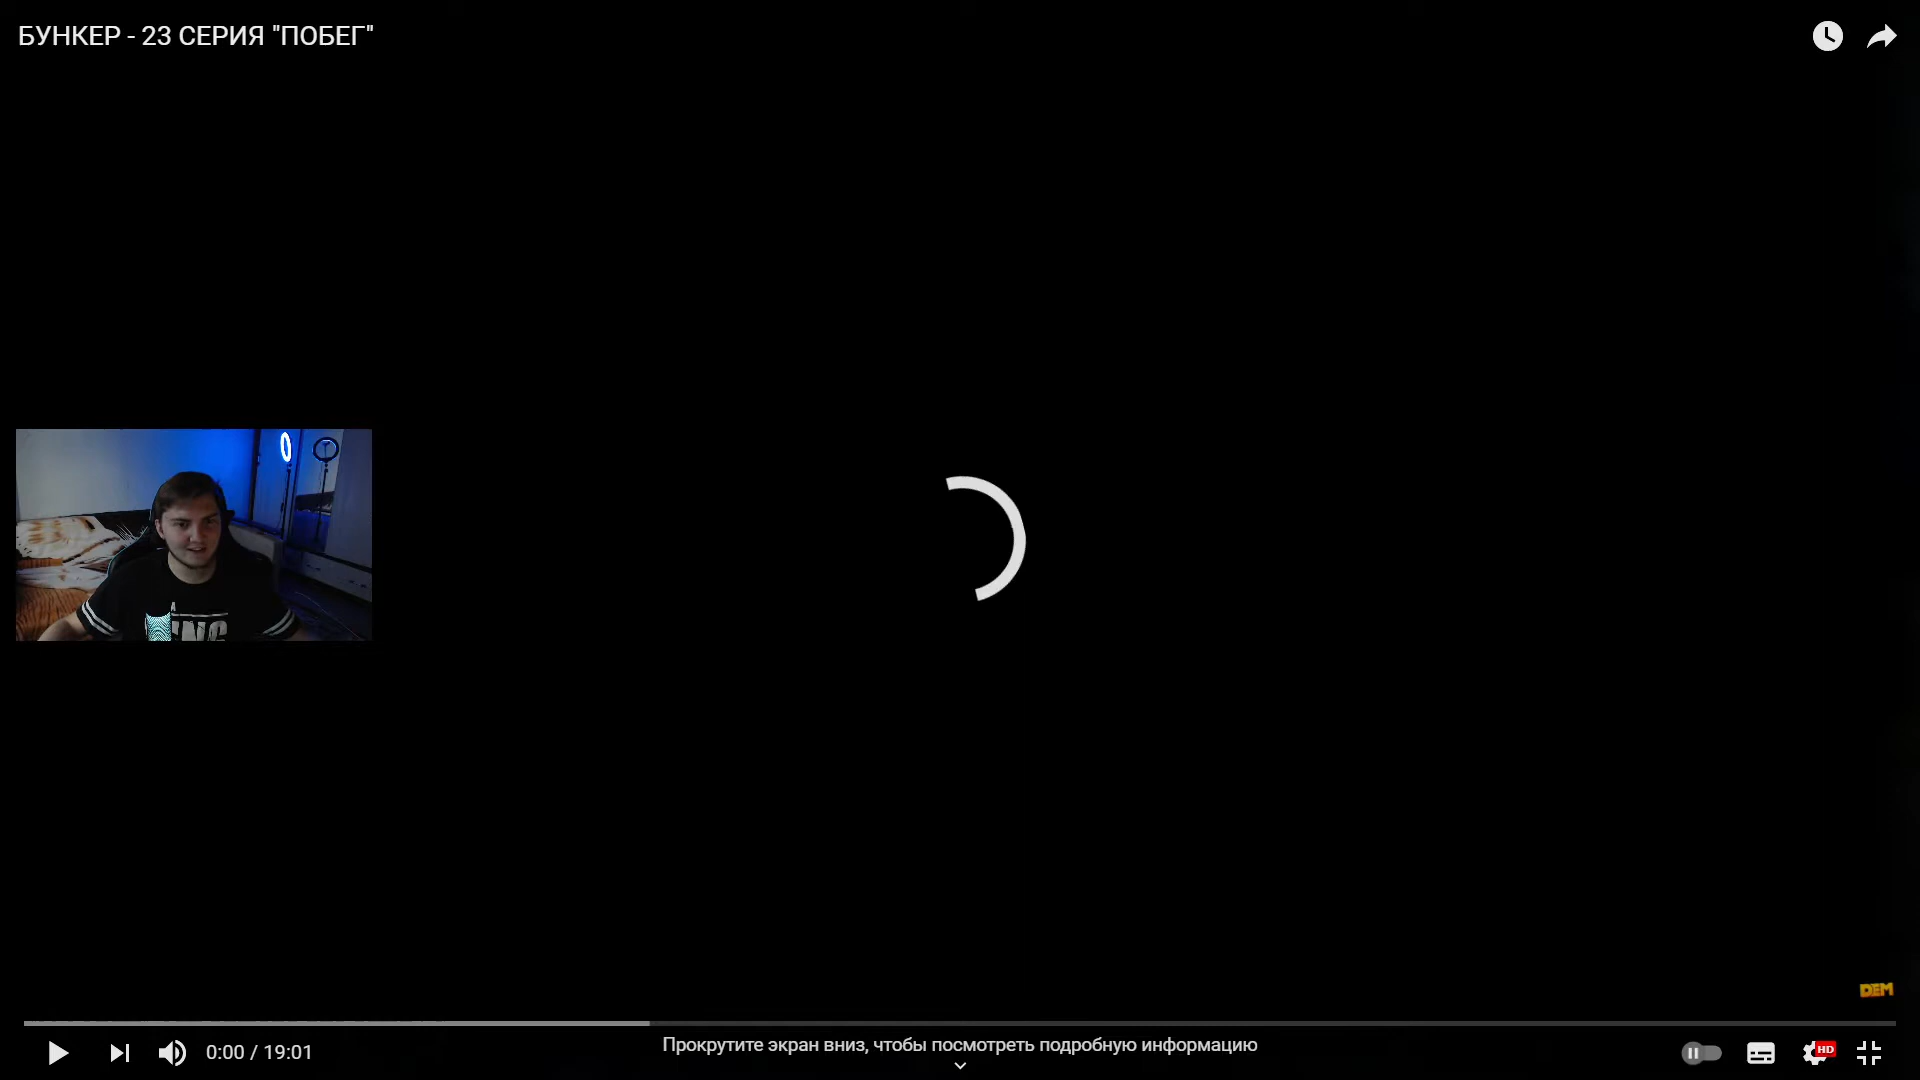 БУНКЕР - 23 СЕРИЯ "ПОБЕГ"
DEM
Прокрутите экран вниз, чтобы посмотреть подробную информацию
0:00 / 19:01
HD